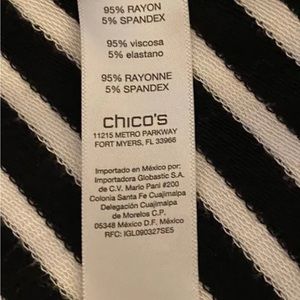 95% RAYON
5% SPANDEX
95% viscosa
5% elastano
95% RAYONNE
5% SPANDEX
chico's
11215 METRO PARKWAY
FORT MYERS, FL 33966
Importado en México por:
Importadora Globastic S.A.
de C.V. Mario Pani #200
Colonia Santa Fe Cuajimalpa
Delegación Cuajimalpa
de Morelos C.P.
05348 México D.F. México
RFC: IGL090327SE5